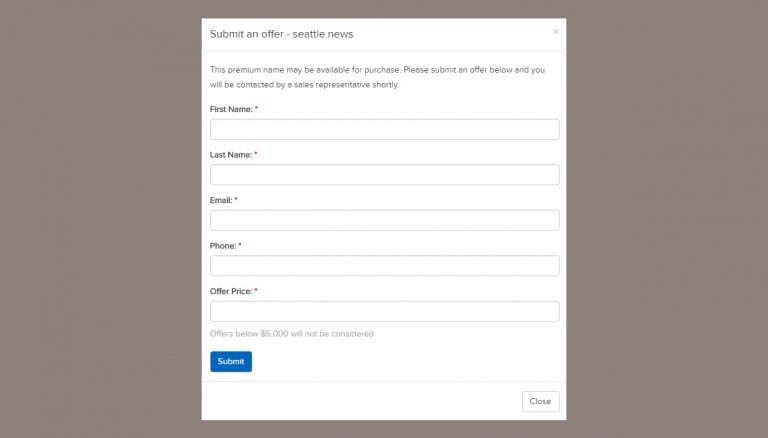 Submit an offer - seattle.news
×
This premium name may be available for purchase. Please submit an offer below and you
will be contacted by a sales representative shortly.
First Name: *
Last Name: *
Email: *
Phone: *
Offer Price: *
Offers below $5,000 will not be considered
Submit
Close